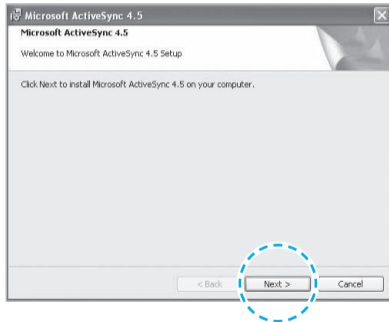 Microsoft ActiveSync 4.5
Microsoft ActiveSync 4.5
Welcome to Microsoft ActiveSync 4.5 Setup
Click Next to install Microsoft ActiveSync 4.5 on your computer.
< Back
Next >
Cancel